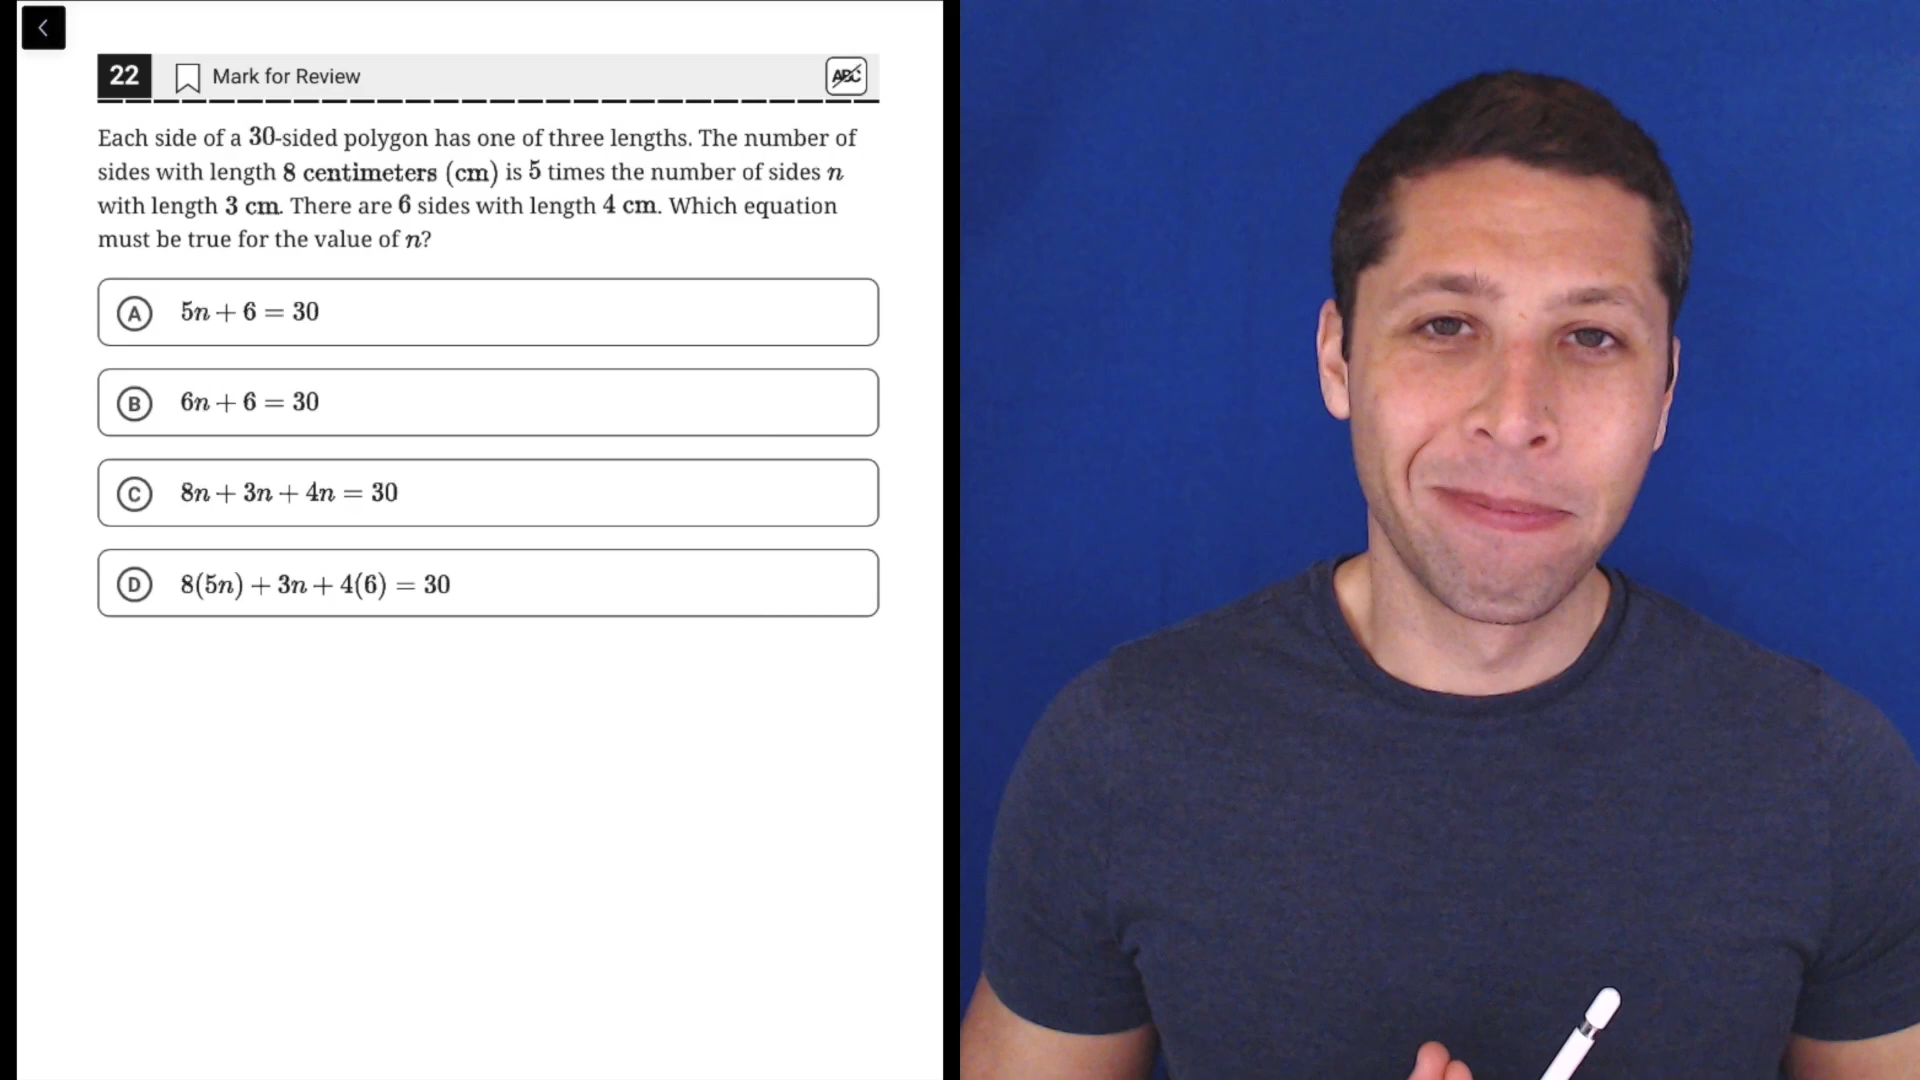 22 Mark for Review ABC
Each side of a 30-sided polygon has one of three lengths. The number of
sides with length 8 centimeters (cm) is 5 times the number of sides n
with length 3 cm. There are 6 sides with length 4 cm. Which equation
must be true for the value of n?
A 5n + 6 = 30
B 6n + 6 = 30
C 8n + 3n + 4n = 30
D 8(5n) + 3n + 4(6) = 30